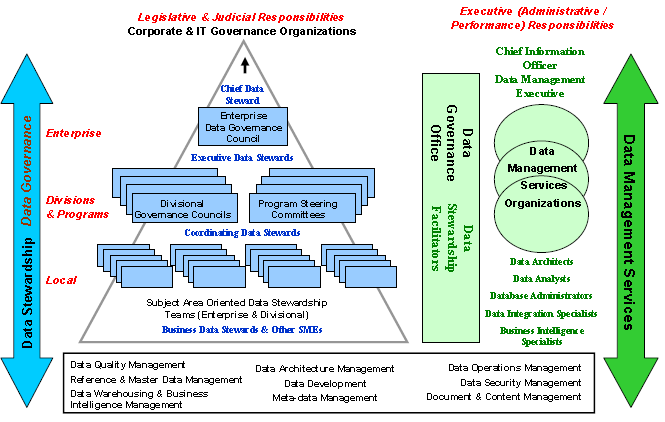 Legislative & Judicial Responsibilities
Corporate & IT Governance Organizations
Executive (Administrative /
Performance) Responsibilities
Data Stewardship Data Governance
Enterprise
Divisions
& Programs
Local
Chief Data
Steward
Enterprise
Data Governance
Council
Executive Data Stewards
Divisional
Governance Councils
Program Steering
Committees
Coordinating Data Stewards
Subject Area Oriented Data Stewardship
Teams (Enterprise & Divisional)
Business Data Stewards & Other SMEs
Data
Governance
Office
Data
Stewardship
Facilitators
Chief Information
Officer
Data Management
Executive
Data
Management
Services
Organizations
Data Architects
Data Analysts
Database Administrators
Data Integration Specialists
Business Intelligence
Specialists
Data Management Services
Data Quality Management
Reference & Master Data Management
Data Warehousing & Business
Intelligence Management
Data Architecture Management
Data Development
Meta-data Management
Data Operations Management
Data Security Management
Document & Content Management